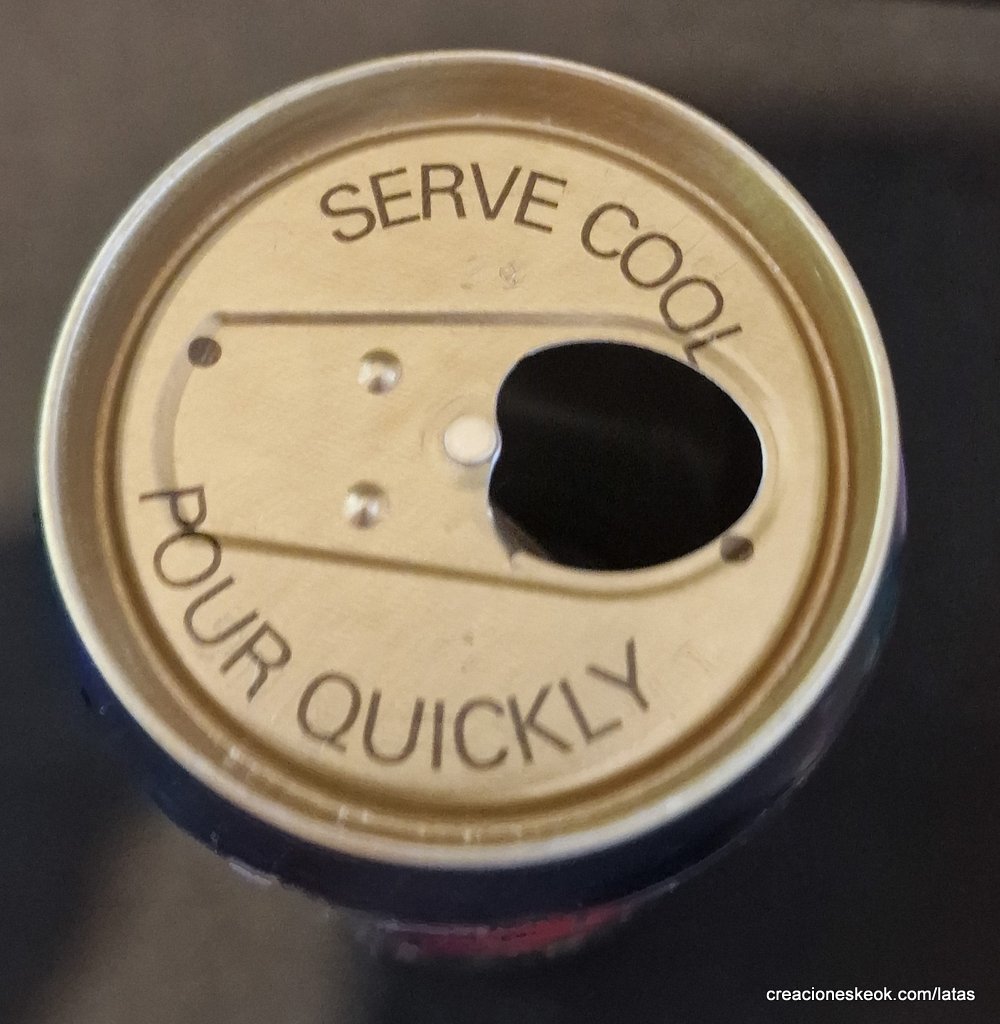 SERVE COOL
POUR QUICKLY
creacioneskeok.com/latas